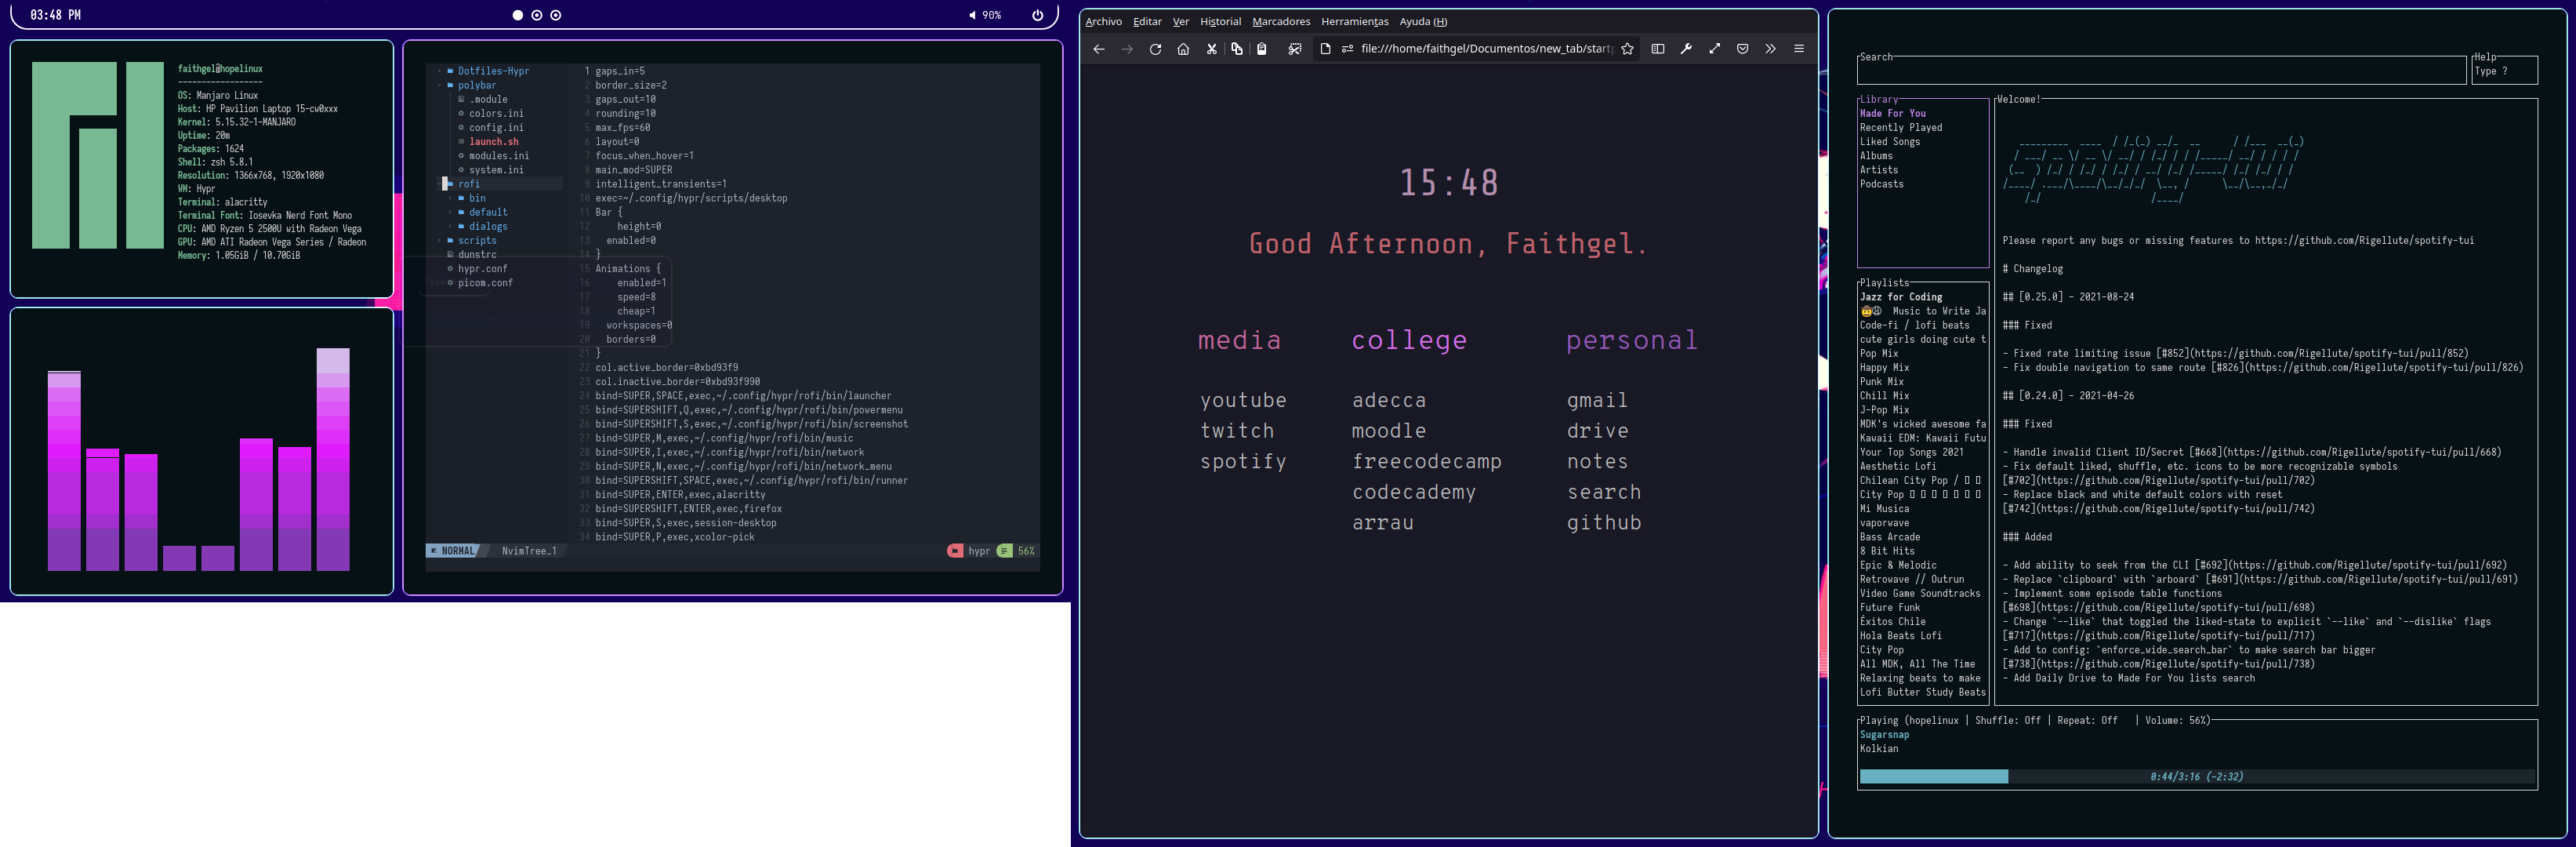 03:48 PM
90%
faithgel@hopelinux
------------------
OS: Manjaro Linux
Host: HP Pavilion Laptop 15-cw0xxx
Kernel: 5.15.32-1-MANJARO
Uptime: 20m
Packages: 1624
Shell: zsh 5.8.1
Resolution: 1366x768, 1920x1080
WM: Hypr
Terminal: alacritty
Terminal Font: Iosevka Nerd Font Mono
CPU: AMD Ryzen 5 2500U with Radeon Vega
GPU: AMD ATI Radeon Vega Series / Radeon
Memory: 1.05GiB / 10.70GiB
Dotfiles-Hypr
polybar
.module
colors.ini
config.ini
launch.sh
modules.ini
system.ini
rofi
bin
default
dialogs
scripts
dunstrc
hypr.conf
picom.conf
1 gaps_in=5
2 border_size=2
3 gaps_out=10
4 rounding=10
5 max_fps=60
6 layout=0
7 focus_when_hover=1
8 main_mod=SUPER
9 intelligent_transients=1
10 exec=~/.config/hypr/scripts/desktop
11 Bar {
12 height=0
13 enabled=0
14 }
15 Animations {
16 enabled=1
17 speed=8
18 cheap=1
19 workspaces=0
20 borders=0
21 }
22 col.active_border=0xbd93f9
23 col.inactive_border=0xbd93f990
24 bind=SUPER,SPACE,exec,~/.config/hypr/rofi/bin/launcher
25 bind=SUPERSHIFT,Q,exec,~/.config/hypr/rofi/bin/powermenu
26 bind=SUPERSHIFT,S,exec,~/.config/hypr/rofi/bin/screenshot
27 bind=SUPER,M,exec,~/.config/hypr/rofi/bin/music
28 bind=SUPER,I,exec,~/.config/hypr/rofi/bin/network
29 bind=SUPER,N,exec,~/.config/hypr/rofi/bin/network_menu
30 bind=SUPERSHIFT,SPACE,exec,~/.config/hypr/rofi/bin/runner
31 bind=SUPER,ENTER,exec,alacritty
32 bind=SUPERSHIFT,ENTER,exec,firefox
33 bind=SUPER,S,exec,session-desktop
34 bind=SUPER,P,exec,xcolor-pick
NORMAL NvimTree_1 hypr 56%
Archivo Editar Ver Historial Marcadores Herramientas Ayuda (H)
file:///home/faithgel/Documentos/new_tab/startp
15:48
Good Afternoon, Faithgel.
media
youtube
twitch
spotify
college
adecca
moodle
freecodecamp
codecademy
arrau
personal
gmail
drive
notes
search
github
Search
Help
Type ?
Library
Made For You
Recently Played
Liked Songs
Albums
Artists
Podcasts
Playlists
Jazz for Coding
Music to Write Ja
Code-fi / lofi beats
cute girls doing cute t
Pop Mix
Happy Mix
Punk Mix
Chill Mix
J-Pop Mix
MDK's wicked awesome fa
Kawaii EDM: Kawaii Futu
Your Top Songs 2021
Aesthetic Lofi
Chilean City Pop /
City Pop
Mi Musica
vaporwave
Bass Arcade
8 Bit Hits
Epic & Melodic
Retrowave // Outrun
Video Game Soundtracks
Future Funk
Éxitos Chile
Hola Beats Lofi
City Pop
All MDK, All The Time
Relaxing beats to make
Lofi Butter Study Beats
Welcome!
spotify-tui
Please report any bugs or missing features to https://github.com/Rigellute/spotify-tui
# Changelog
## [0.25.0] - 2021-08-24
### Fixed
- Fixed rate limiting issue [#852](https://github.com/Rigellute/spotify-tui/pull/852)
- Fix double navigation to same route [#826](https://github.com/Rigellute/spotify-tui/pull/826)
## [0.24.0] - 2021-04-26
### Fixed
- Handle invalid Client ID/Secret [#668](https://github.com/Rigellute/spotify-tui/pull/668)
- Fix default liked, shuffle, etc. icons to be more recognizable symbols
[#702](https://github.com/Rigellute/spotify-tui/pull/702)
- Replace black and white default colors with reset
[#742](https://github.com/Rigellute/spotify-tui/pull/742)
### Added
- Add ability to seek from the CLI [#692](https://github.com/Rigellute/spotify-tui/pull/692)
- Replace `clipboard` with `arboard` [#691](https://github.com/Rigellute/spotify-tui/pull/691)
- Implement some episode table functions
[#698](https://github.com/Rigellute/spotify-tui/pull/698)
- Change `--like` that toggled the liked-state to explicit `--like` and `--dislike` flags
[#717](https://github.com/Rigellute/spotify-tui/pull/717)
- Add to config: `enforce_wide_search_bar` to make search bar bigger
[#738](https://github.com/Rigellute/spotify-tui/pull/738)
- Add Daily Drive to Made For You lists search
Playing (hopelinux | Shuffle: Off | Repeat: Off | Volume: 56%)
Sugarsnap
Kolkian
0:44/3:16 (-2:32)